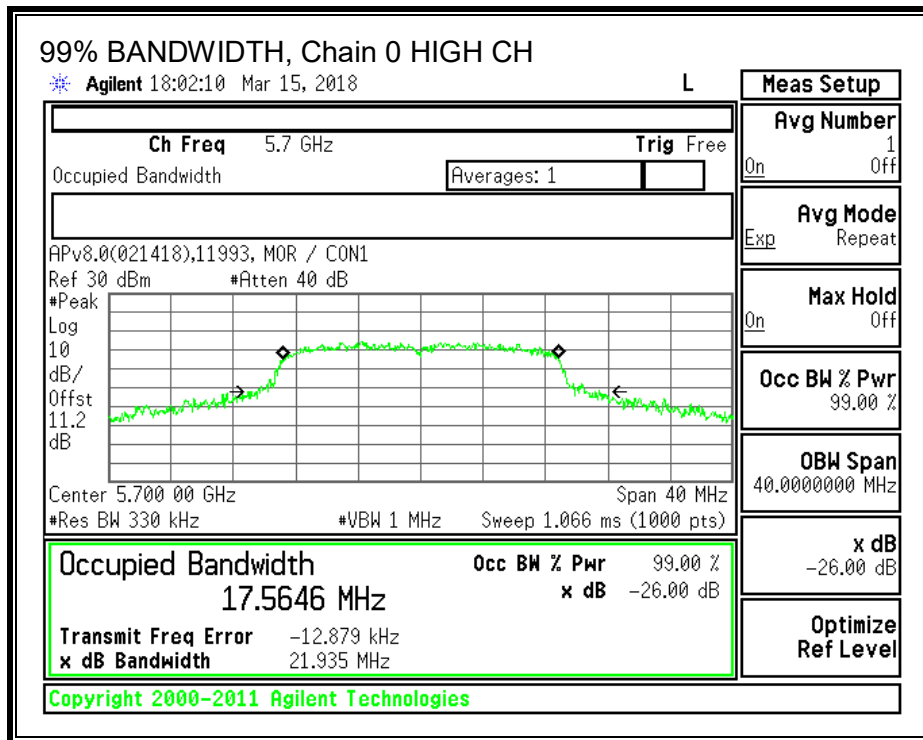 99% BANDWIDTH, Chain 0 HIGH CH
Agilent 18:02:10 Mar 15, 2018 L
Ch Freq 5.7 GHz Trig Free
Occupied Bandwidth Averages: 1
APv8.0(021418),11993, MOR / CON1
Ref 30 dBm #Atten 40 dB
#Peak
Log
10
dB/
Offst
11.2
dB
Center 5.700 00 GHz Span 40 MHz
#Res BW 330 kHz #VBW 1 MHz Sweep 1.066 ms (1000 pts)
Occupied Bandwidth Occ BW % Pwr 99.00 %
17.5646 MHz x dB -26.00 dB
Transmit Freq Error -12.879 kHz
x dB Bandwidth 21.935 MHz
Copyright 2000-2011 Agilent Technologies
Meas Setup
Avg Number
1
On Off
Avg Mode
Exp Repeat
Max Hold
On Off
Occ BW % Pwr
99.00 %
OBW Span
40.0000000 MHz
x dB
-26.00 dB
Optimize
Ref Level